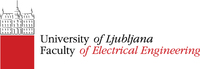 University of Ljubljana
Faculty of Electrical Engineering